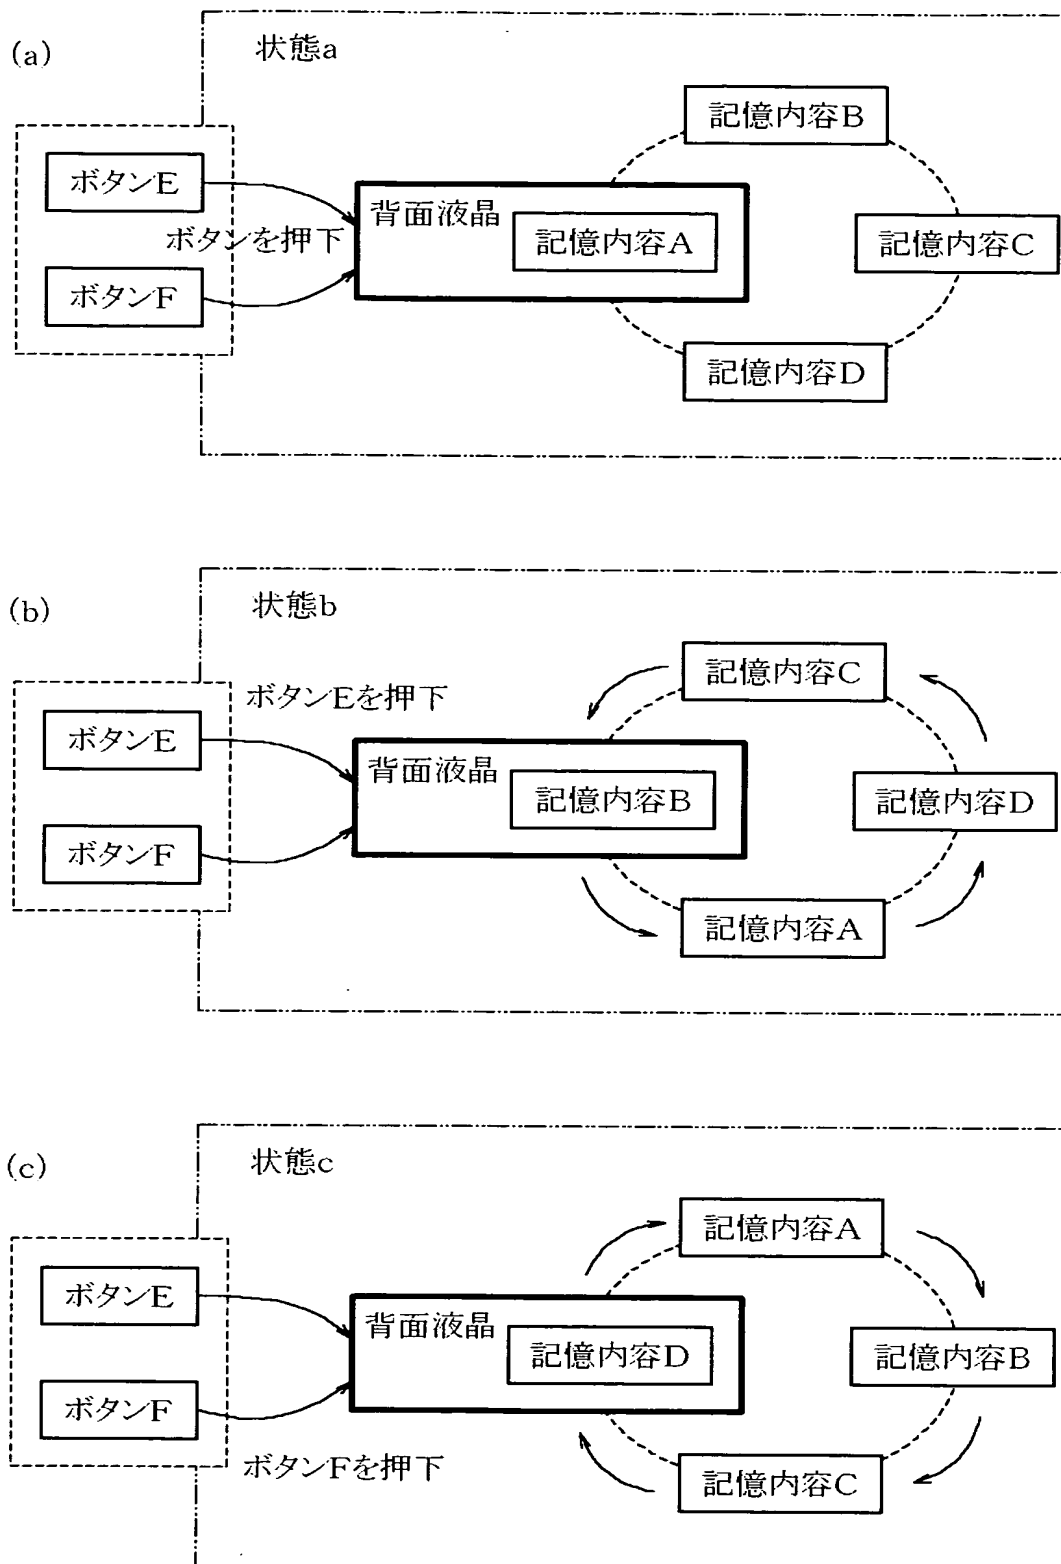 (a)
状態a
記憶内容B
ボタンE
背面液晶
ボタンを押下
記憶内容A
記憶内容C
ボタンF
記憶内容D
(b)
状態b
記憶内容C
ボタンEを押下
ボタンE
背面液晶
記憶内容B
記憶内容D
ボタンF
記憶内容A
(c)
状態c
記憶内容A
ボタンE
背面液晶
記憶内容D
記憶内容B
ボタンF
ボタンFを押下
記憶内容C